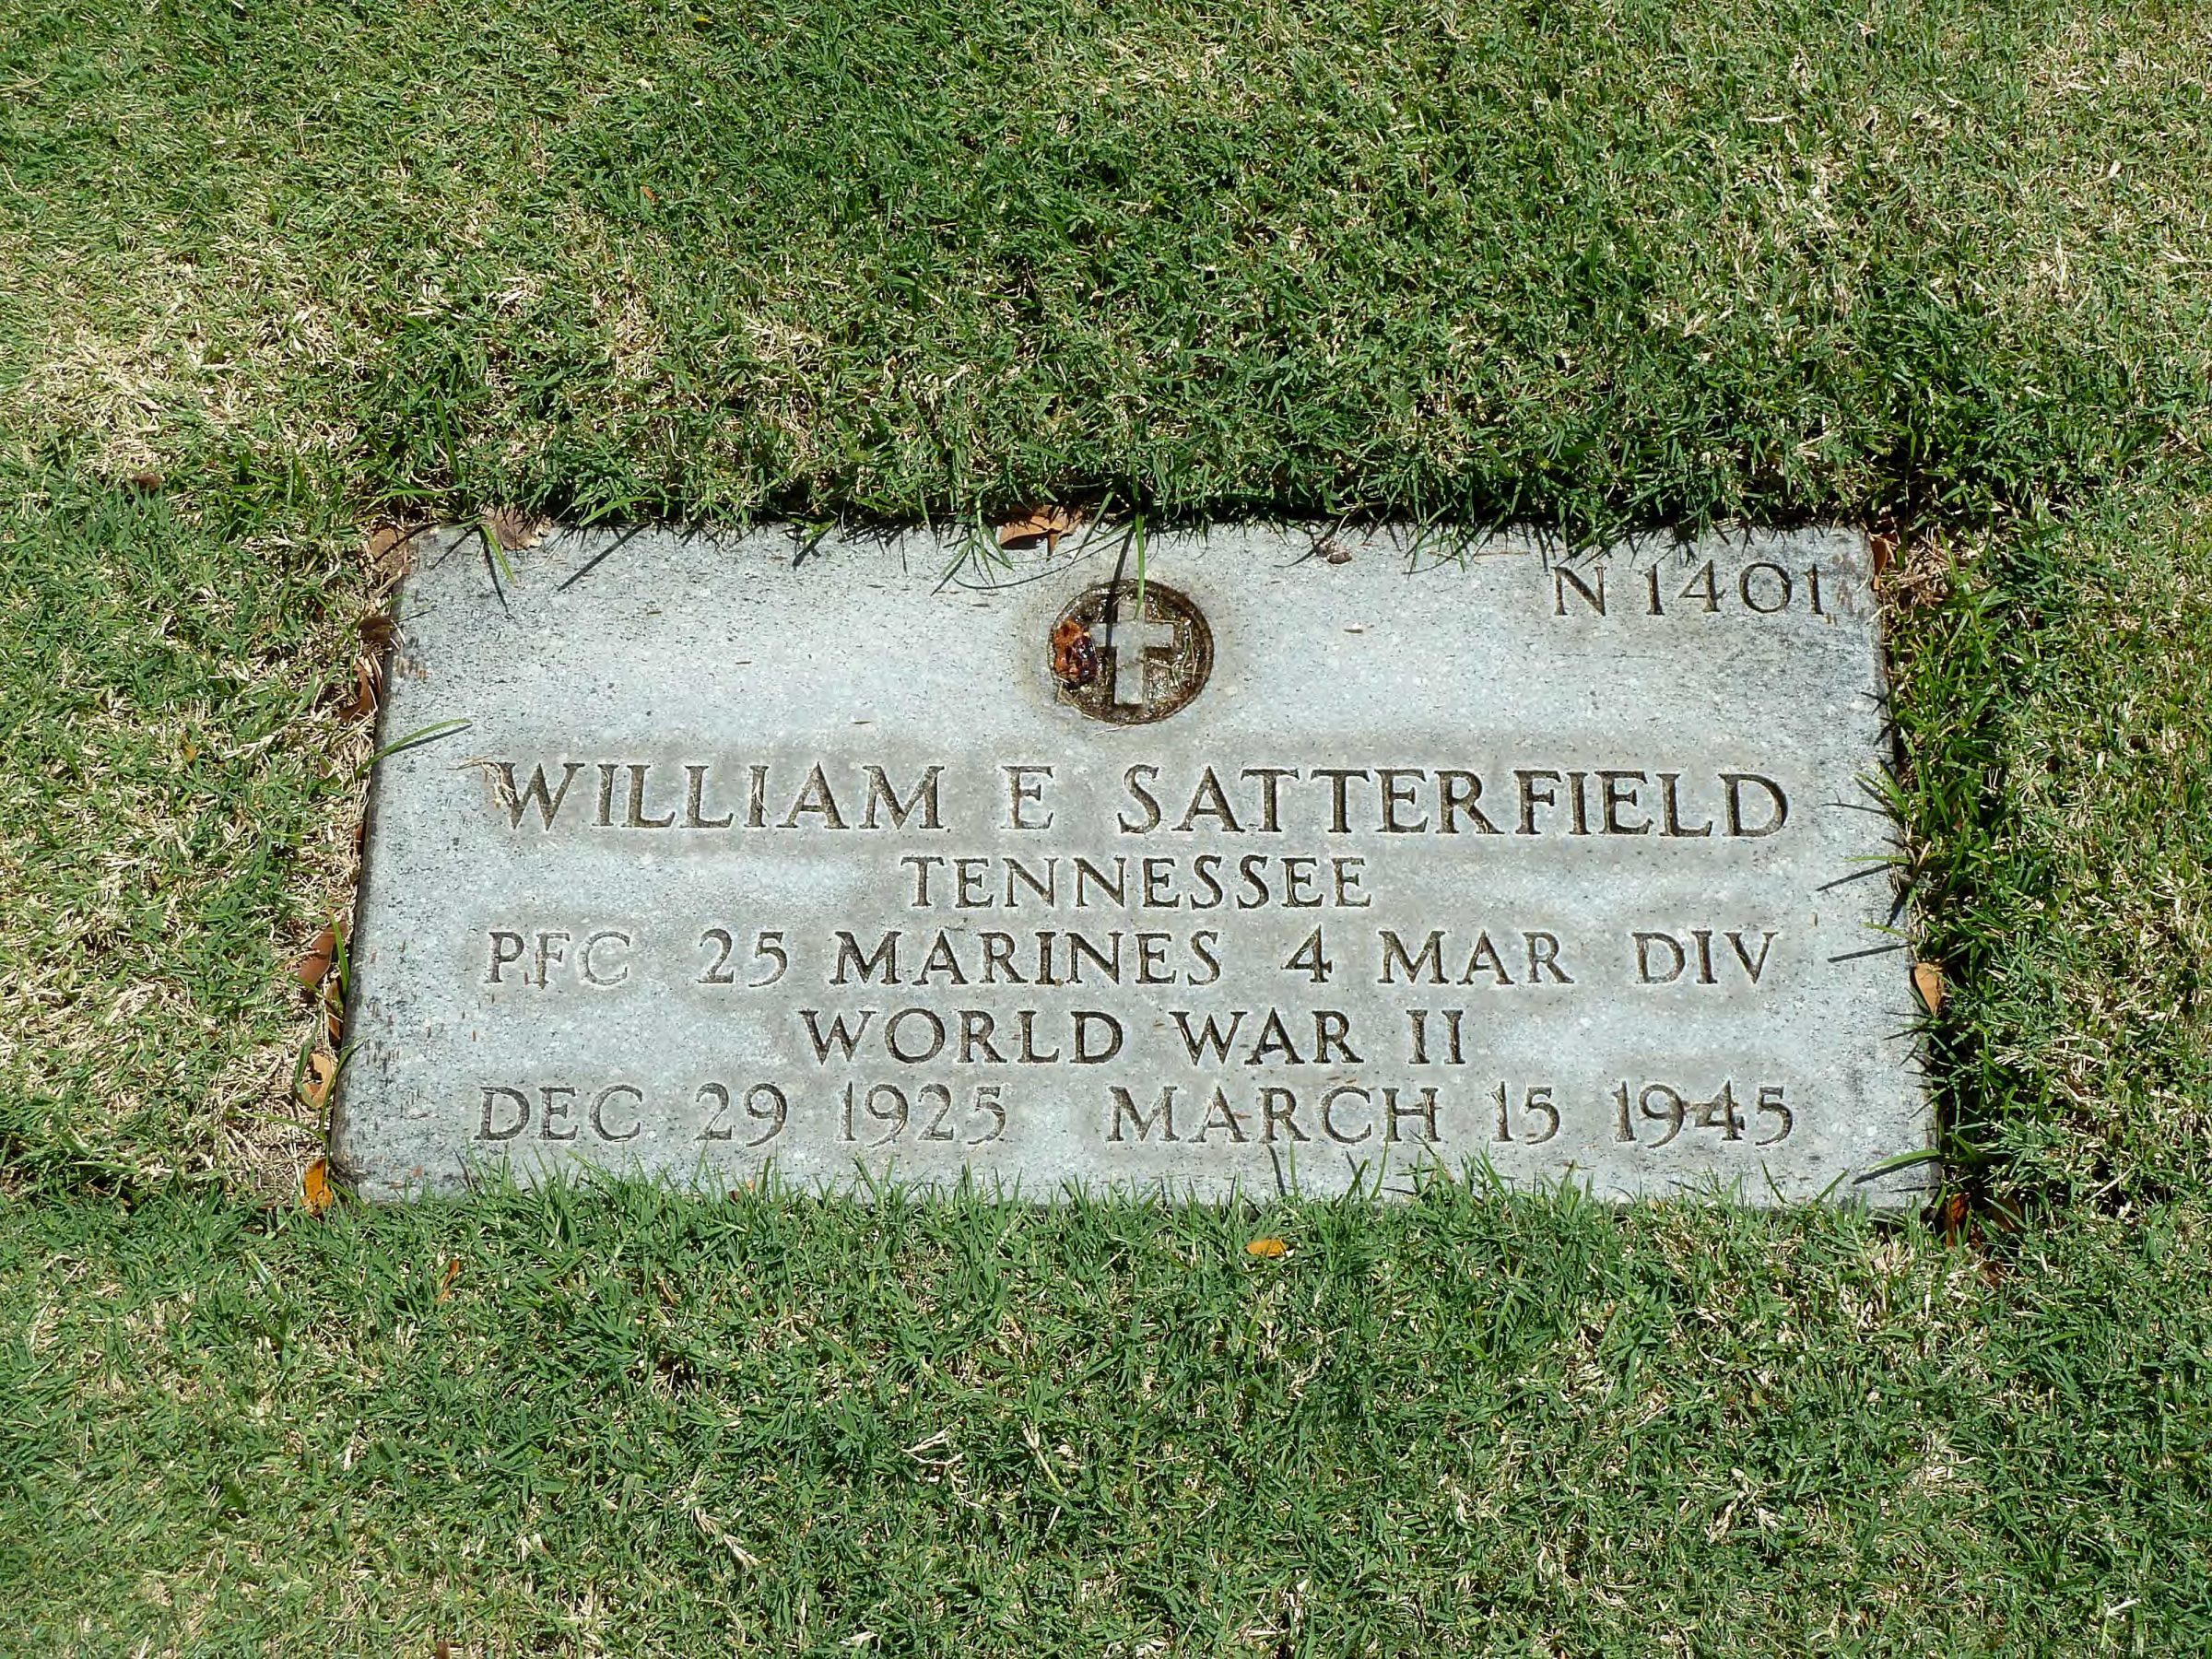 N 1401
WILLIAM E SATTERFIELD
TENNESSEE
PFC 25 MARINES 4 MAR DIV
WORLD WAR II
DEC 29 1925 MARCH 15 1945